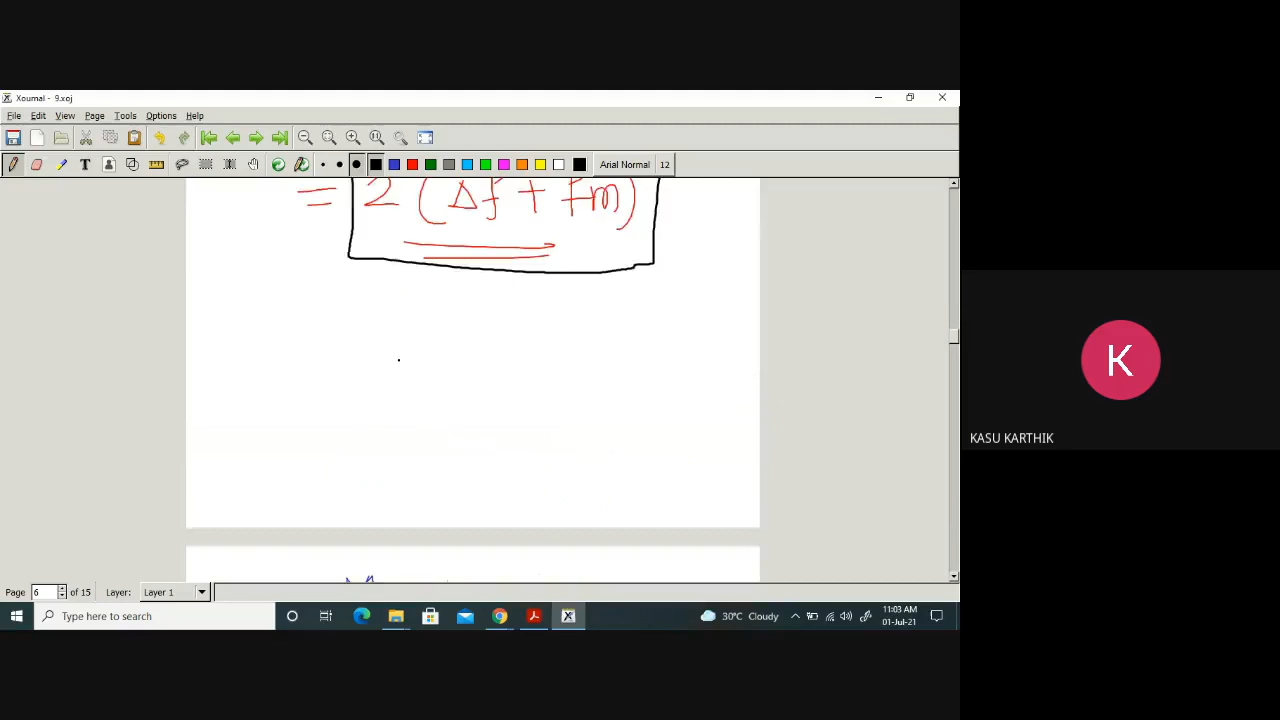 Xournal - 9.xoj
File Edit View Page Tools Options Help
T Arial Normal 12
= 2 (Δf + fm)
K
KASU KARTHIK
Page 6 of 15 Layer: Layer 1
Type here to search
30°C Cloudy
11:03 AM
01-Jul-21